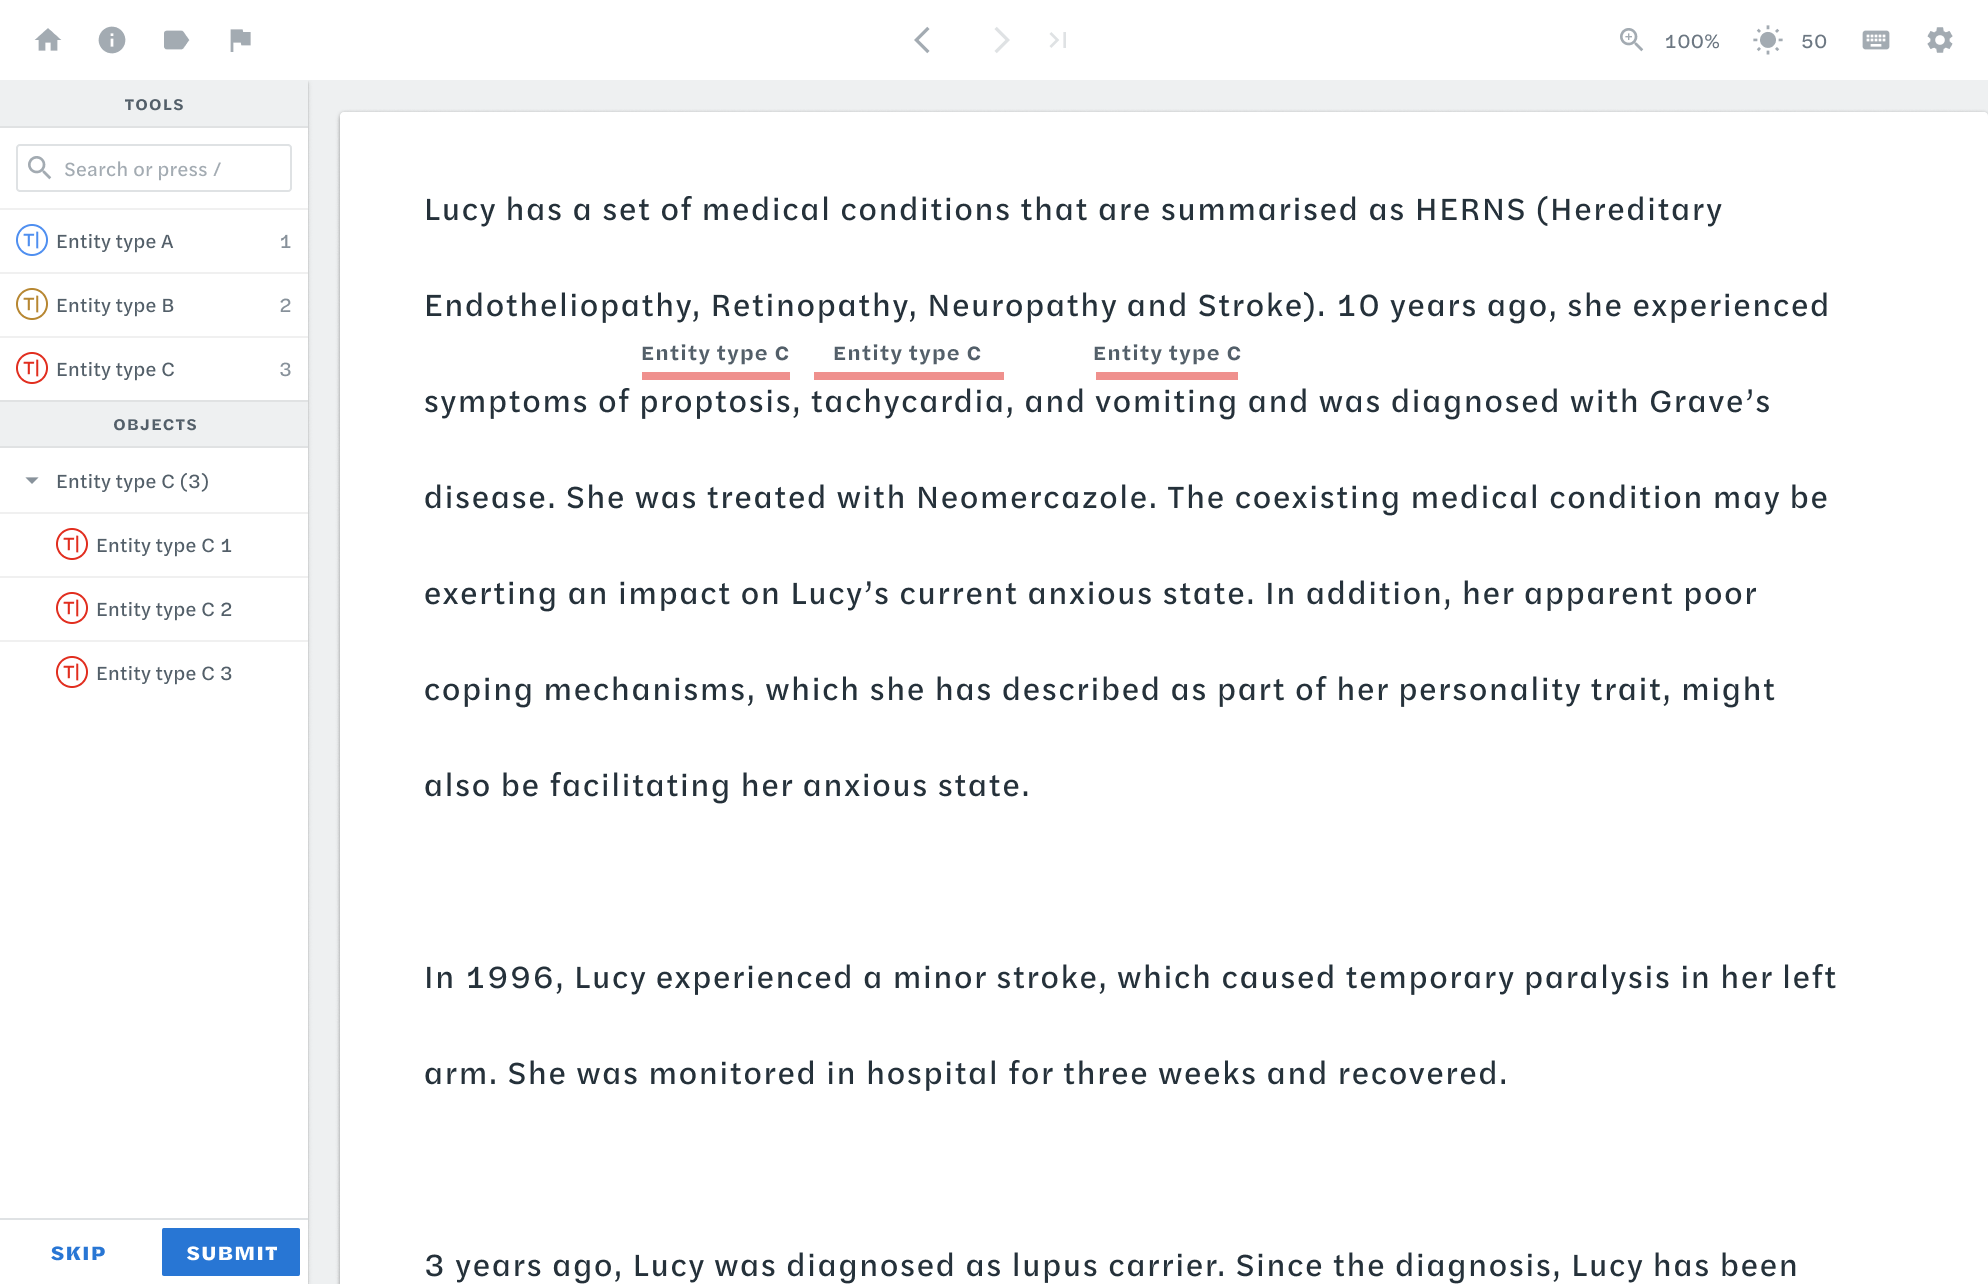 100%
50
TOOLS
Search or press /
Entity type A 1
Entity type B 2
Entity type C 3
OBJECTS
Entity type C (3)
Entity type C 1
Entity type C 2
Entity type C 3
SKIP
SUBMIT
Lucy has a set of medical conditions that are summarised as HERNS (Hereditary
Endotheliopathy, Retinopathy, Neuropathy and Stroke). 10 years ago, she experienced
Entity type C Entity type C Entity type C
symptoms of proptosis, tachycardia, and vomiting and was diagnosed with Grave’s
disease. She was treated with Neomercazole. The coexisting medical condition may be
exerting an impact on Lucy’s current anxious state. In addition, her apparent poor
coping mechanisms, which she has described as part of her personality trait, might
also be facilitating her anxious state.
In 1996, Lucy experienced a minor stroke, which caused temporary paralysis in her left
arm. She was monitored in hospital for three weeks and recovered.
3 years ago, Lucy was diagnosed as lupus carrier. Since the diagnosis, Lucy has been